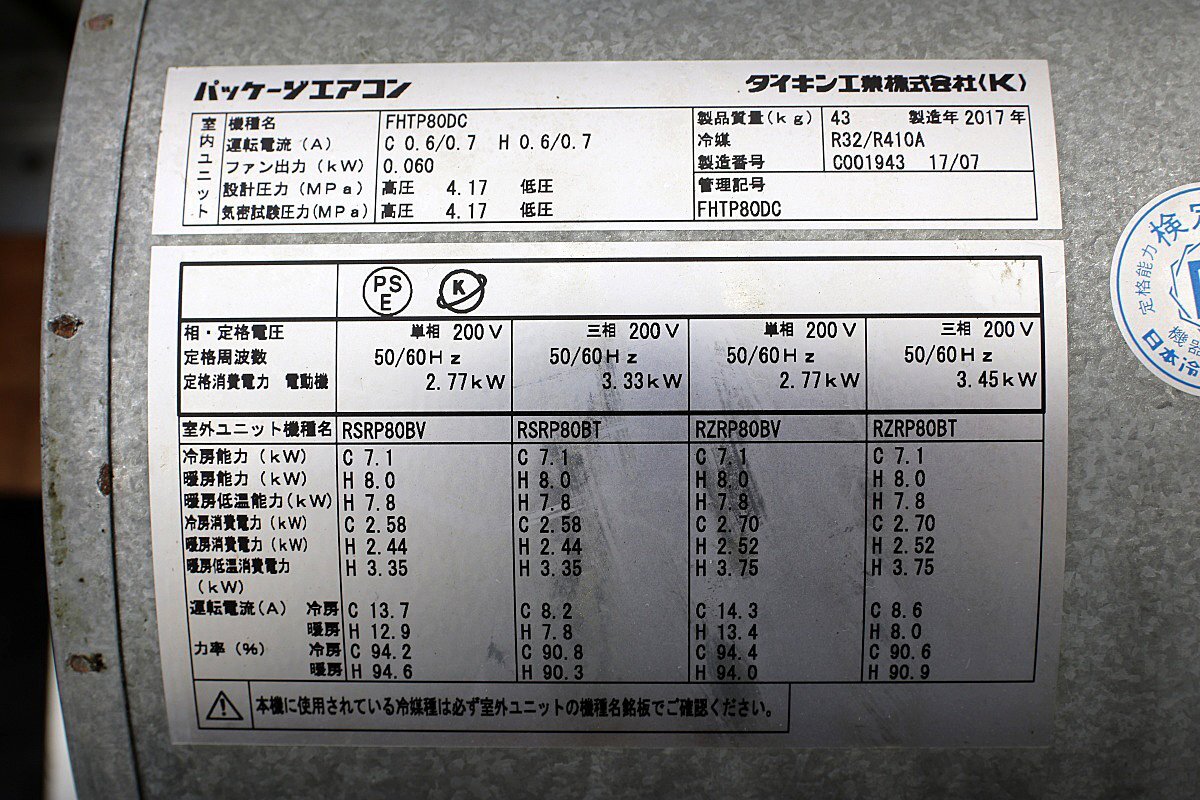 パッケージエアコン ダイキン工業株式会社(K)
室内ユニット
機種名 FHTP80DC 製品質量(kg) 43 製造年 2017年
運転電流(A) C 0.6/0.7 H 0.6/0.7 冷媒 R32/R410A
ファン出力(kW) 0.060 製造番号 C001943 17/07
設計圧力(MPa) 高圧 4.17 低圧 管理記号
気密試験圧力(MPa) 高圧 4.17 低圧 FHTP80DC
PSE K
相・定格電圧 単相 200V 三相 200V 単相 200V 三相 200V
定格周波数 50/60Hz 50/60Hz 50/60Hz 50/60Hz
定格消費電力 電動機 2.77kW 3.33kW 2.77kW 3.45kW
室外ユニット機種名 RSRP80BV RSRP80BT RZRP80BV RZRP80BT
冷房能力(kW) C 7.1 C 7.1 C 7.1 C 7.1
暖房能力(kW) H 8.0 H 8.0 H 8.0 H 8.0
暖房低温能力(kW) H 7.8 H 7.8 H 7.8 H 7.8
冷房消費電力(kW) C 2.58 C 2.58 C 2.70 C 2.70
暖房消費電力(kW) H 2.44 H 2.44 H 2.52 H 2.52
暖房低温消費電力 H 3.35 H 3.35 H 3.75 H 3.75
(kW)
運転電流(A) 冷房 C 13.7 C 8.2 C 14.3 C 8.6
暖房 H 12.9 H 7.8 H 13.4 H 8.0
力率(%) 冷房 C 94.2 C 90.8 C 94.4 C 90.6
暖房 H 94.6 H 90.3 H 94.0 H 90.9
本機に使用されている冷媒種は必ず室外ユニットの機種名銘板でご確認ください。
検定
定格能力
機器
日本冷